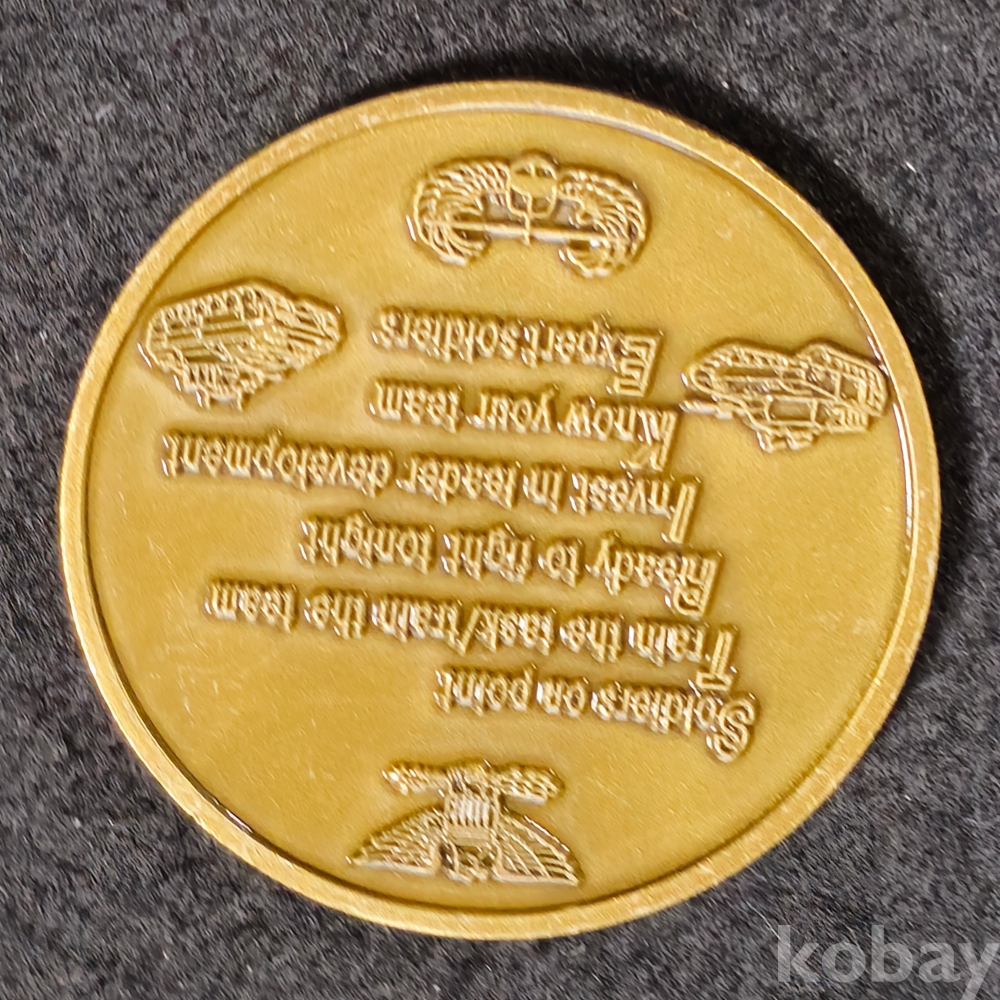 Soldiers on point
Train the task/train the team
Ready to fight tonight
Invest in leader development
Know your team
Expert soldiers
kobay